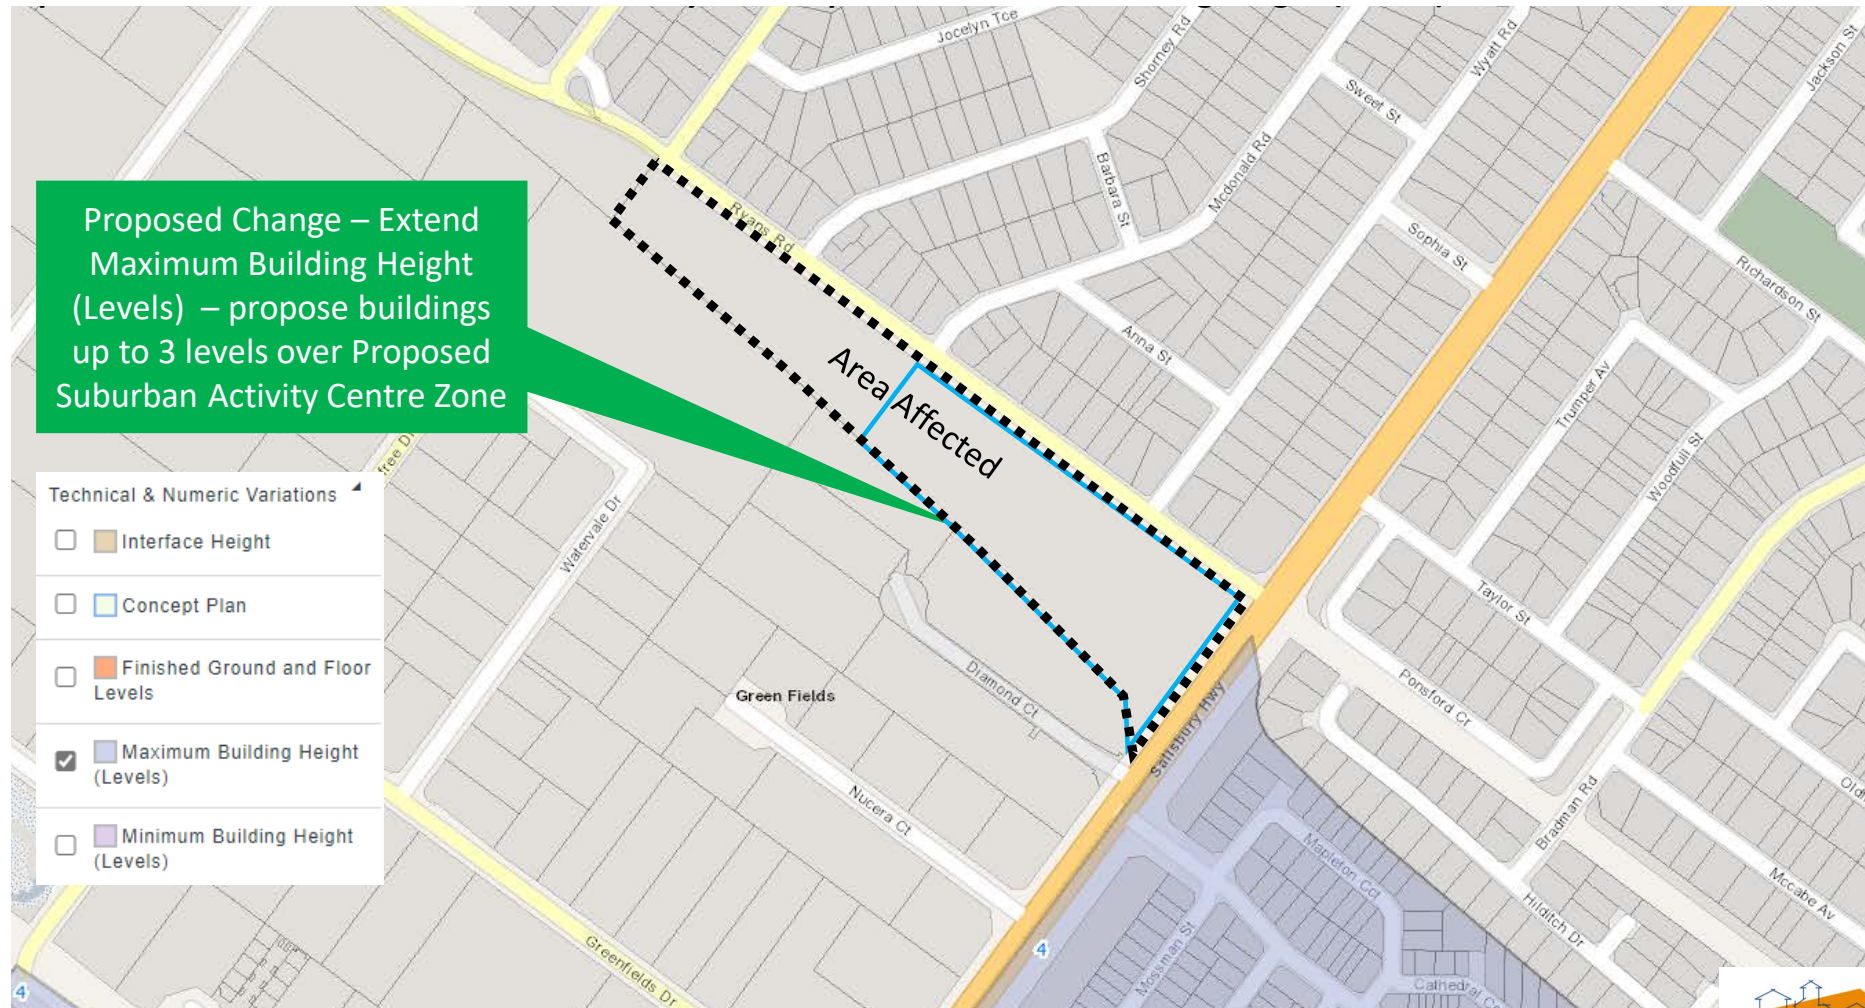 Jocelyn Tce
Shorney Rd
Wyatt Rd
Jackson St
Sweet St
Mcdonald Rd
Barbara St
Ryans Rd
Sophia St
Richardson St
Proposed Change – Extend
Maximum Building Height
(Levels) – propose buildings
up to 3 levels over Proposed
Suburban Activity Centre Zone
Anna St
Area Affected
Trumper Av
Woodfull St
free Dr
Watervale Dr
Technical & Numeric Variations
Interface Height
Concept Plan
Finished Ground and Floor
Levels
Maximum Building Height
(Levels)
Minimum Building Height
(Levels)
Taylor St
Diamond Ct
Green Fields
Ponsford Cr
Salisbury Hwy
Nucera Ct
Bradman Rd
Mapleton Cct
Mccabe Av
Hilditch Dr
Greenfields Dr
Mossman St
Cathedral
4
4